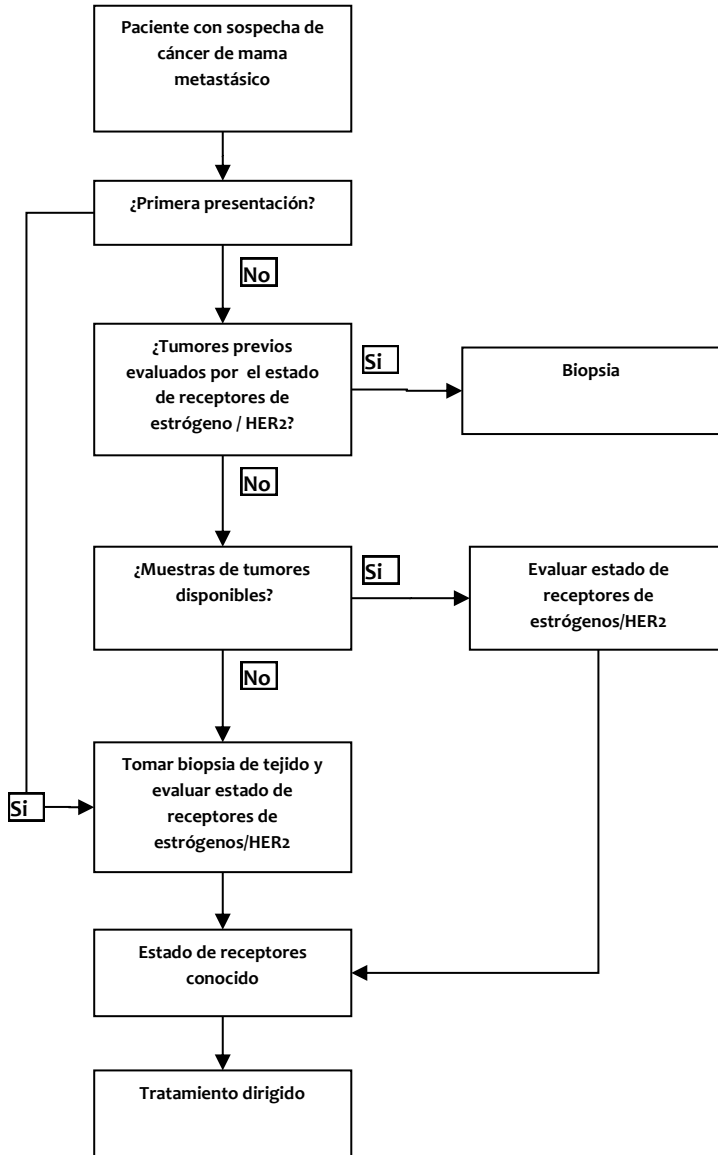 Paciente con sospecha de
cáncer de mama
metastásico
¿Primera presentación?
No
¿Tumores previos
evaluados por el estado
de receptores de
estrógeno / HER2?
Si
Biopsia
No
¿Muestras de tumores
disponibles?
Si
Evaluar estado de
receptores de
estrógenos/HER2
No
Tomar biopsia de tejido y
evaluar estado de
receptores de
estrógenos/HER2
Si
Estado de receptores
conocido
Tratamiento dirigido